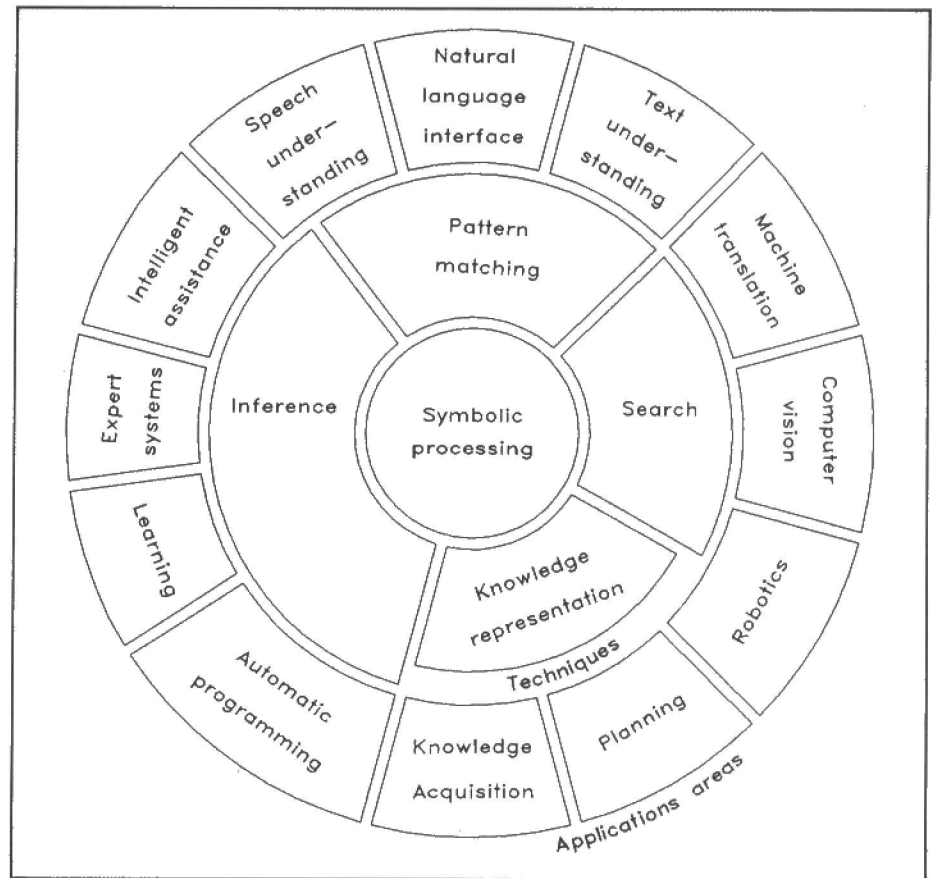 Natural
language
interface
Text
under–
standing
Machine
translation
Computer
vision
Robotics
Planning
Knowledge
Acquisition
Automatic
programming
Learning
Expert
systems
Intelligent
assistance
Speech
under–
standing
Pattern
matching
Search
Knowledge
representation
Inference
Symbolic
processing
Techniques
Applications areas